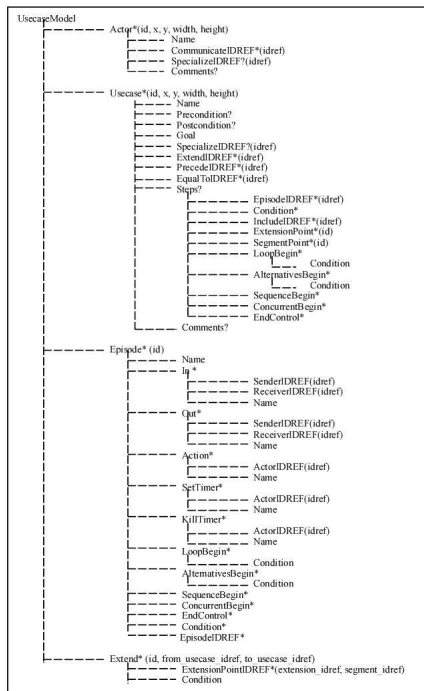 UsecaseModel
Actor*(id, x, y, width, height)
Name
CommunicateIDREF*(idref)
SpecializeIDREF?(idref)
Comments?
Usecase*(id, x, y, width, height)
Name
Precondition?
Postcondition?
Goal
SpecializeIDREF?(idref)
ExtendIDREF*(idref)
PrecedeIDREF*(idref)
EqualToIDREF*(idref)
Steps?
EpisodeIDREF*(idref)
Condition*
IncludeIDREF*(idref)
ExtensionPoint*(id)
SegmentPoint*(id)
LoopBegin*
Condition
AlternativesBegin*
Condition
SequenceBegin*
ConcurrentBegin*
EndControl*
Comments?
Episode* (id)
Name
In *
SenderIDREF(idref)
ReceiverIDREF(idref)
Name
Out*
SenderIDREF(idref)
ReceiverIDREF(idref)
Name
Action*
ActorIDREF(idref)
Name
SetTimer*
ActorIDREF(idref)
Name
KillTimer*
ActorIDREF(idref)
Name
LoopBegin*
Condition
AlternativesBegin*
Condition
SequenceBegin*
ConcurrentBegin*
EndControl*
Condition*
EpisodeIDREF*
Extend* (id, from_usecase_idref, to_usecase_idref)
ExtensionPointIDREF*(extension_idref, segment_idref)
Condition